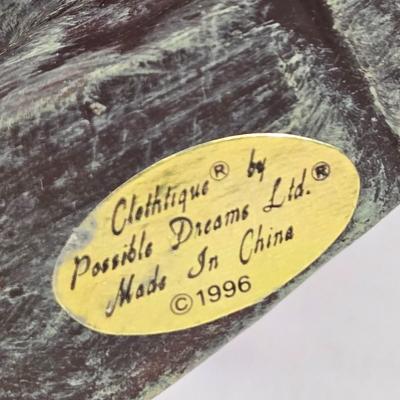 Clothtique® by
Possible Dreams Ltd.®
Made In China
©1996